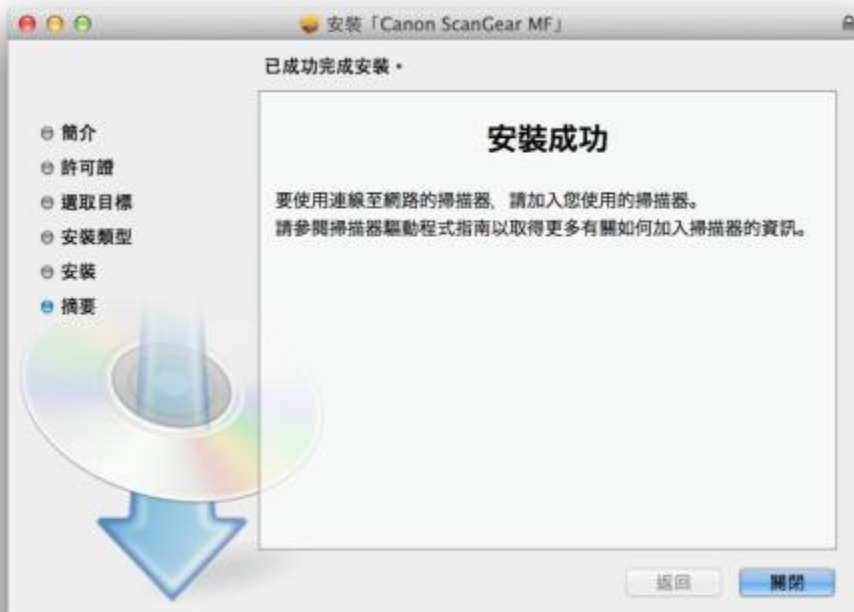 安裝「Canon ScanGear MF」
已成功完成安裝。
簡介
許可證
選取目標
安裝類型
安裝
摘要
安裝成功
要使用連線至網路的掃描器，請加入您使用的掃描器。
請參閱掃描器驅動程式指南以取得更多有關如何加入掃描器的資訊。
返回
關閉